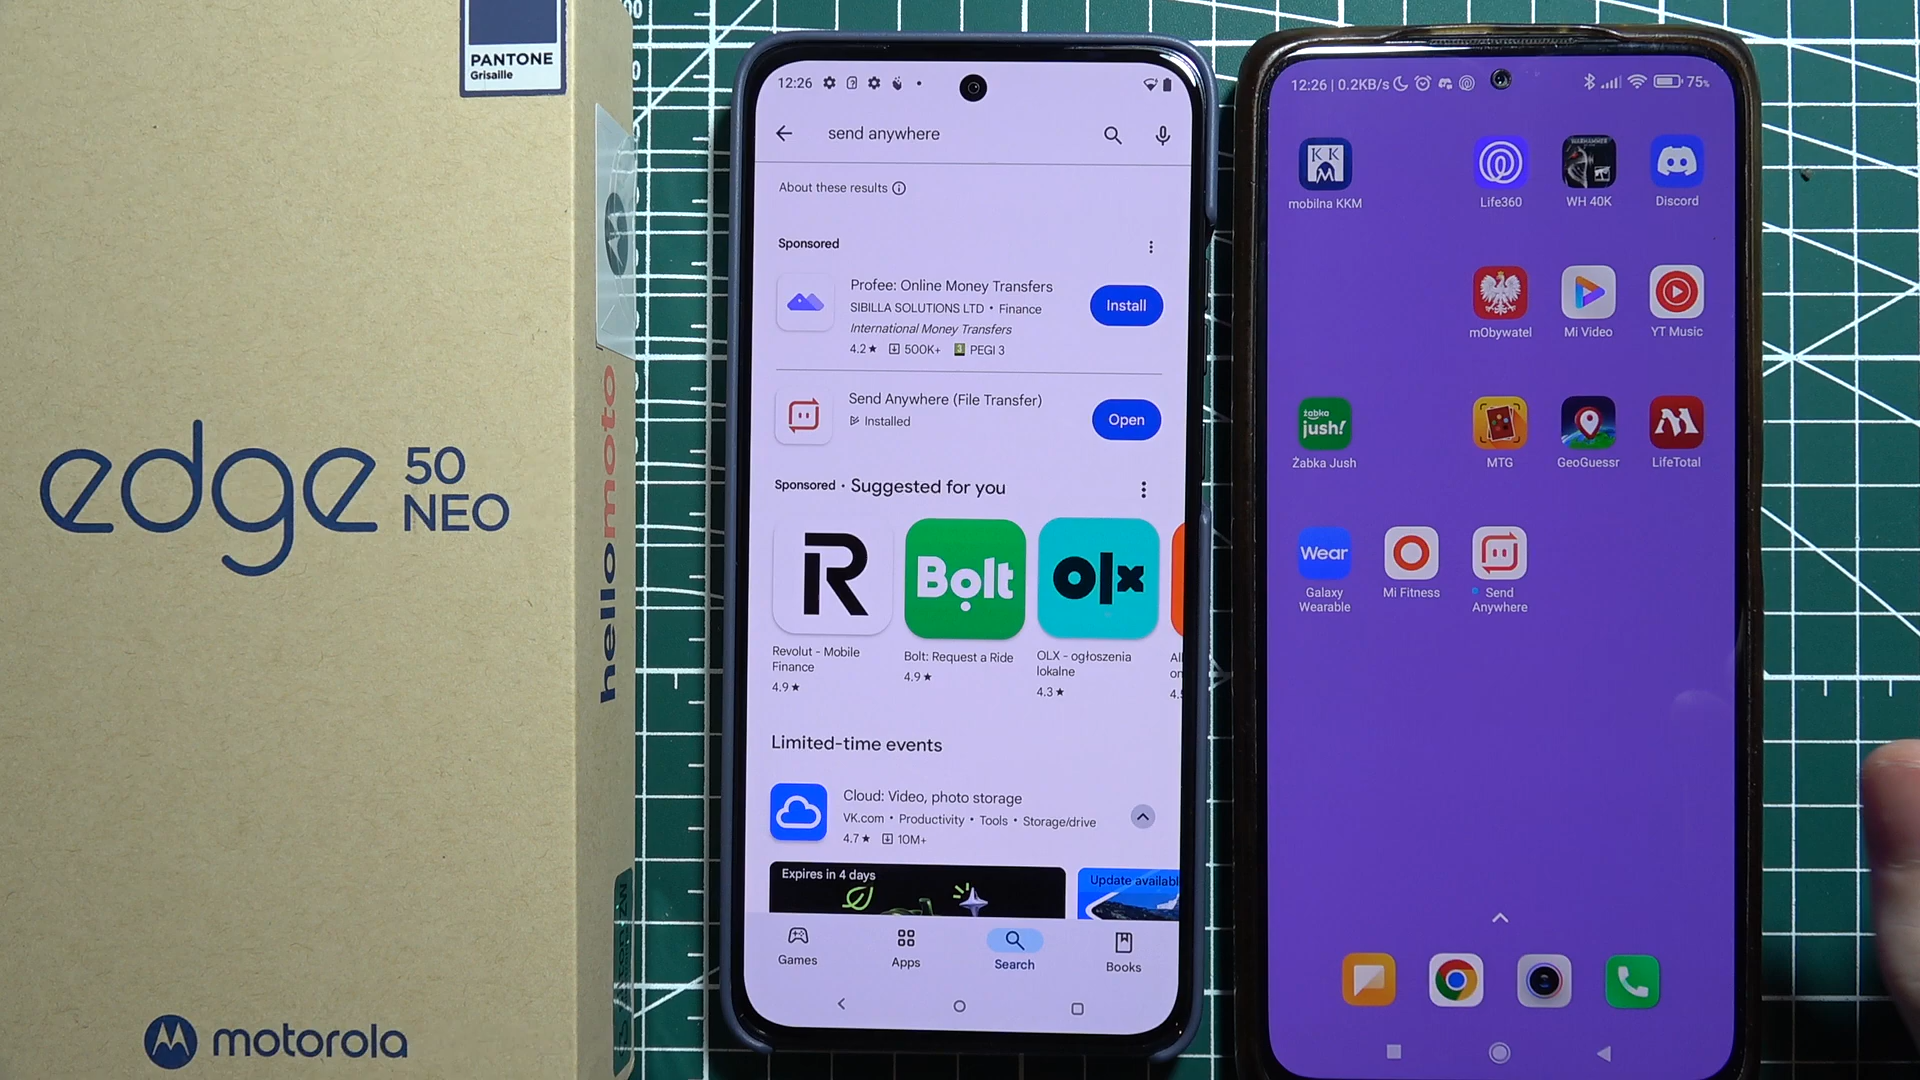 PANTONE
Grisaille
edge 50
NEO
hellomoto
motorola
12:26
send anywhere
About these results
Sponsored
Profee: Online Money Transfers
SIBILLA SOLUTIONS LTD • Finance
International Money Transfers
4.2★ 500K+ 3 PEGI 3
Install
Send Anywhere (File Transfer)
Installed
Open
Sponsored • Suggested for you
R
Bolt
olx
Revolut - Mobile
Finance
4.9★
Bolt: Request a Ride
4.9★
OLX - ogłoszenia
lokalne
4.3★
Limited-time events
Cloud: Video, photo storage
VK.com • Productivity • Tools • Storage/drive
4.7★ 10M+
Expires in 4 days
Update availabl
Games
Apps
Search
Books
12:26 | 0.2KB/s
75%
KK
M
mobilna KKM
Life360
WH 40K
Discord
mObywatel
Mi Video
YT Music
żabka
jush!
Żabka Jush
MTG
GeoGuessr
LifeTotal
Wear
Galaxy
Wearable
Mi Fitness
Send
Anywhere